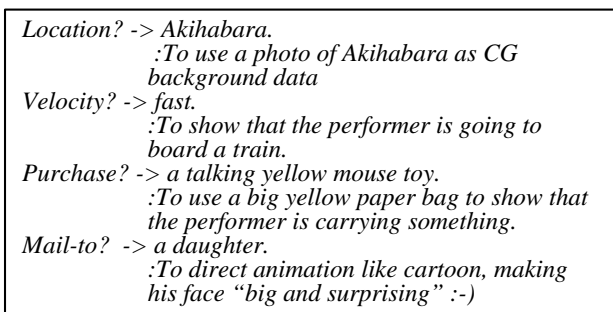 Location? -> Akihabara.
:To use a photo of Akihabara as CG
background data
Velocity? -> fast.
:To show that the performer is going to
board a train.
Purchase? -> a talking yellow mouse toy.
:To use a big yellow paper bag to show that
the performer is carrying something.
Mail-to? -> a daughter.
:To direct animation like cartoon, making
his face “big and surprising” :-)